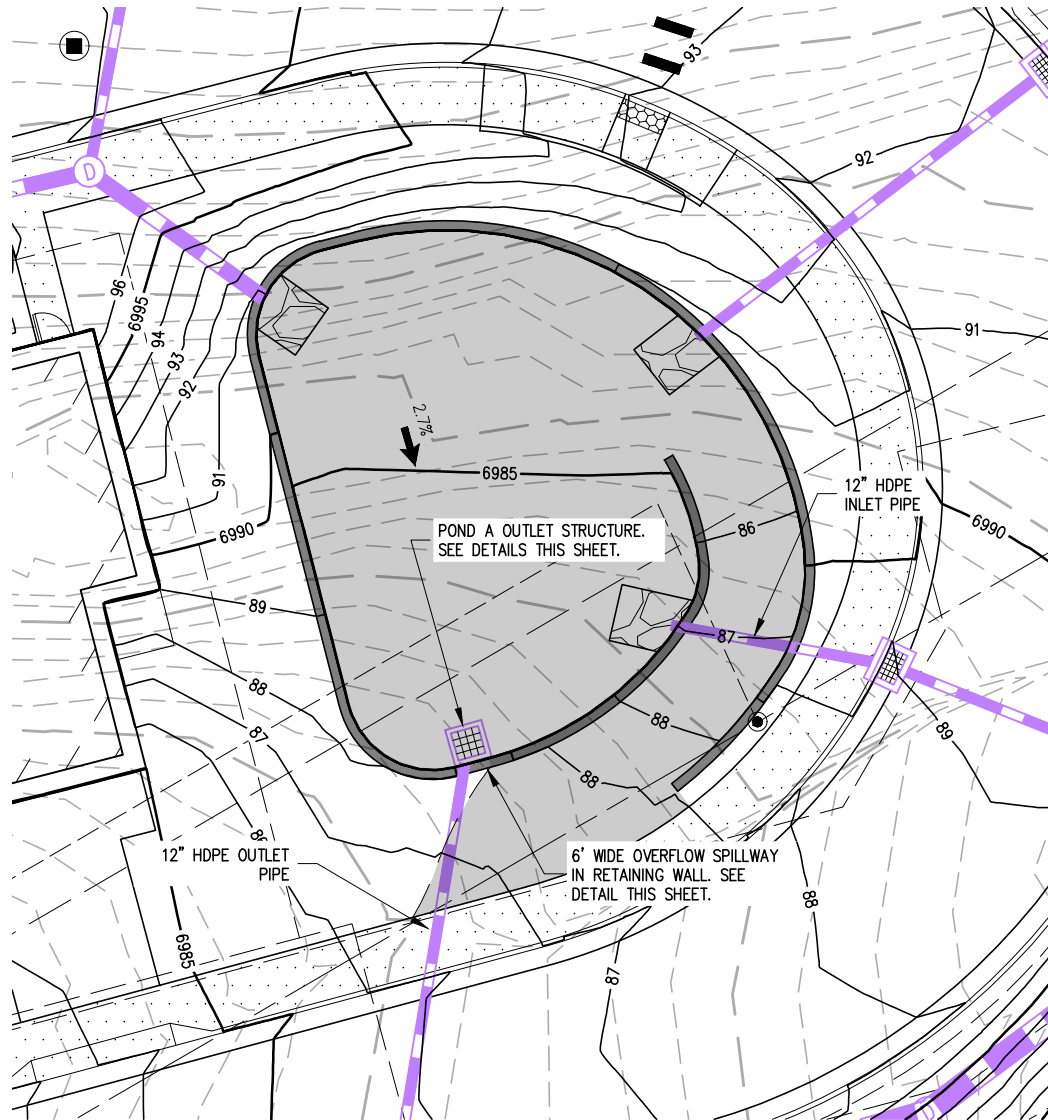 93
92
D
96
6995
94
93
92
91
91
2.7%
6985
12" HDPE
INLET PIPE
6990
6990
86
POND A OUTLET STRUCTURE.
SEE DETAILS THIS SHEET.
89
87
88
88
89
87
88
86
12" HDPE OUTLET
PIPE
6' WIDE OVERFLOW SPILLWAY
IN RETAINING WALL. SEE
DETAIL THIS SHEET.
88
6985
87
D